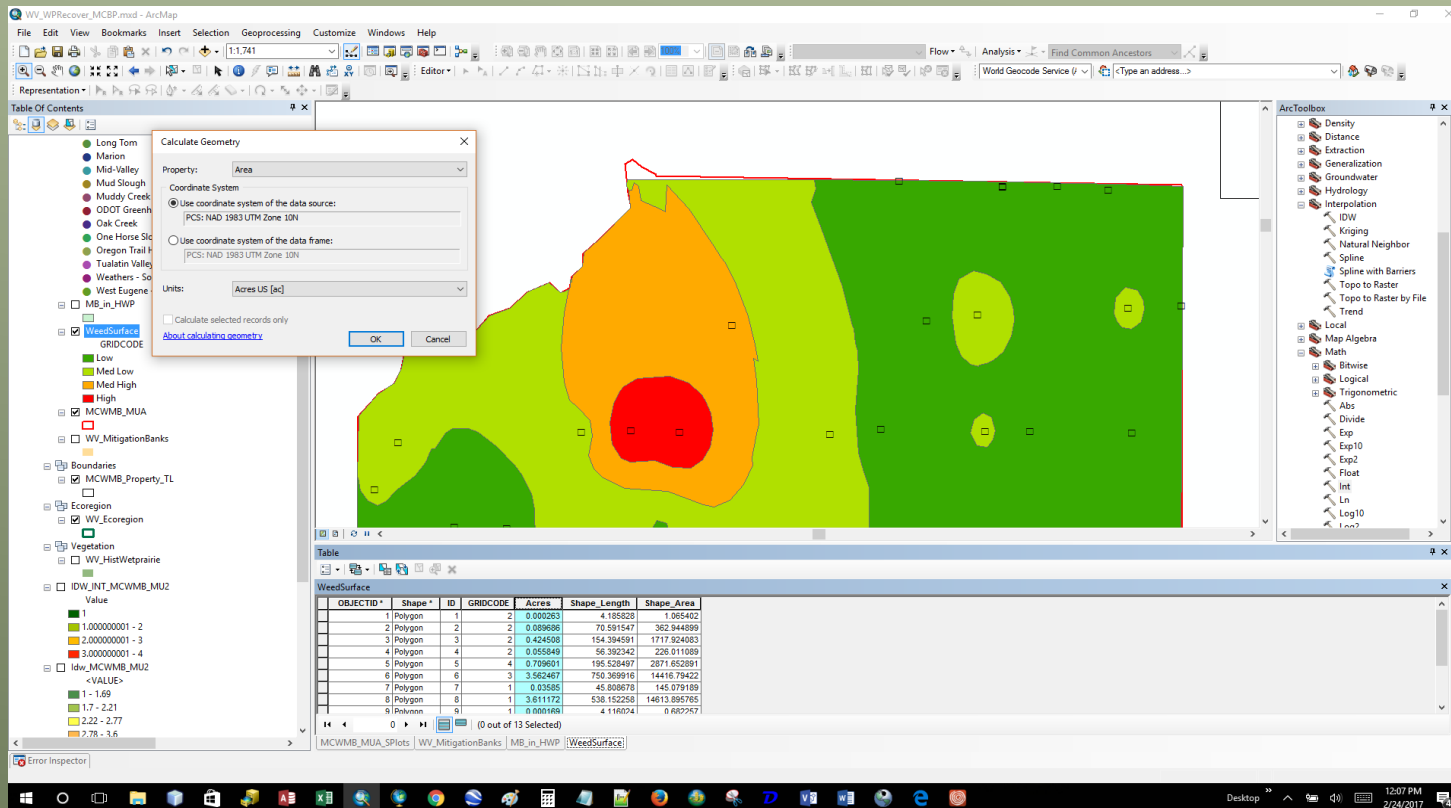 WV_WPRecover_MCBP.mxd - ArcMap
File Edit View Bookmarks Insert Selection Geoprocessing Customize Windows Help
1:1,741
100%
Flow
Analysis
Find Common Ancestors
Editor
World Geocode Service (
<Type an address...>
Representation
Table Of Contents
Long Tom
Marion
Mid-Valley
Mud Slough
Muddy Creek
ODOT Greenh
Oak Creek
One Horse Slo
Oregon Trail H
Tualatin Valley
Weathers - So
West Eugene
MB_in_HWP
WeedSurface
GRIDCODE
Low
Med Low
Med High
High
MCWMB_MUA
WV_MitigationBanks
Boundaries
MCWMB_Property_TL
Ecoregion
WV_Ecoregion
Vegetation
WV_HistWetprairie
IDW_INT_MCWMB_MU2
Value
1
1.000000001 - 2
2.000000001 - 3
3.000000001 - 4
Idw_MCWMB_MU2
<VALUE>
1 - 1.69
1.7 - 2.21
2.22 - 2.77
2.78 - 3.6
Calculate Geometry
Property: Area
Coordinate System
Use coordinate system of the data source:
PCS: NAD 1983 UTM Zone 10N
Use coordinate system of the data frame:
PCS: NAD 1983 UTM Zone 10N
Units: Acres US [ac]
Calculate selected records only
About calculating geometry
OK Cancel
ArcToolbox
Density
Distance
Extraction
Generalization
Groundwater
Hydrology
Interpolation
IDW
Kriging
Natural Neighbor
Spline
Spline with Barriers
Topo to Raster
Topo to Raster by File
Trend
Local
Map Algebra
Math
Bitwise
Logical
Trigonometric
Abs
Divide
Exp
Exp10
Exp2
Float
Int
Ln
Log10
Log2
Table
WeedSurface
OBJECTID * Shape * ID GRIDCODE Acres Shape_Length Shape_Area
1 Polygon 1 2 0.000263 4.185828 1.065402
2 Polygon 2 2 0.089686 70.591547 362.944899
3 Polygon 3 2 0.424508 154.394591 1717.924083
4 Polygon 4 2 0.055849 56.392342 226.011089
5 Polygon 5 4 0.709601 195.528497 2871.652891
6 Polygon 6 3 3.562467 750.369916 14416.79422
7 Polygon 7 1 0.03585 45.808678 145.079189
8 Polygon 8 1 3.611172 538.152258 14613.895765
9 Polygon 9 1 0.000169 4.116024 0.682257
0 (0 out of 13 Selected)
MCWMB_MUA_SPlots WV_MitigationBanks MB_in_HWP WeedSurface
Error Inspector
Desktop
12:07 PM
2/24/2017